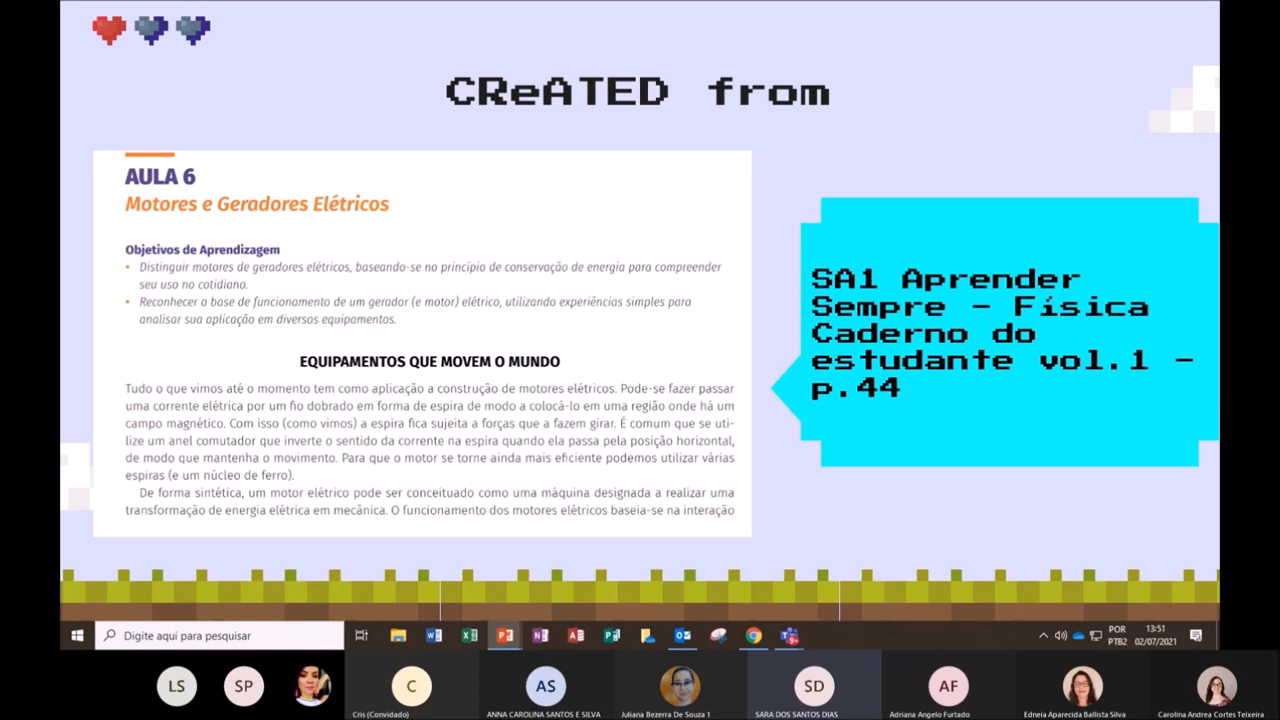 CReATED from
AULA 6
Motores e Geradores Elétricos
Objetivos de Aprendizagem
• Distinguir motores de geradores elétricos, baseando-se no princípio de conservação de energia para compreender
seu uso no cotidiano.
• Reconhecer a base de funcionamento de um gerador (e motor) elétrico, utilizando experiências simples para
analisar sua aplicação em diversos equipamentos.
EQUIPAMENTOS QUE MOVEM O MUNDO
Tudo o que vimos até o momento tem como aplicação a construção de motores elétricos. Pode-se fazer passar
uma corrente elétrica por um fio dobrado em forma de espira de modo a colocá-lo em uma região onde há um
campo magnético. Com isso (como vimos) a espira fica sujeita a forças que a fazem girar. É comum que se uti-
lize um anel comutador que inverte o sentido da corrente na espira quando ela passa pela posição horizontal,
de modo que mantenha o movimento. Para que o motor se torne ainda mais eficiente podemos utilizar várias
espiras (e um núcleo de ferro).
De forma sintética, um motor elétrico pode ser conceituado como uma máquina designada a realizar uma
transformação de energia elétrica em mecânica. O funcionamento dos motores elétricos baseia-se na interação
SA1 Aprender
Sempre - Física
Caderno do
estudante vol.1 -
p.44
Digite aqui para pesquisar
POR
PTB2
13:51
02/07/2021
LS
SP
C
AS
SD
AF
Cris (Convidado)
ANNA CAROLINA SANTOS E SILVA
Juliana Bezerra De Souza 1
SARA DOS SANTOS DIAS
Adriana Angelo Furtado
Edneia Aparecida Ballista Silva
Carolina Andrea Cortes Teixeira